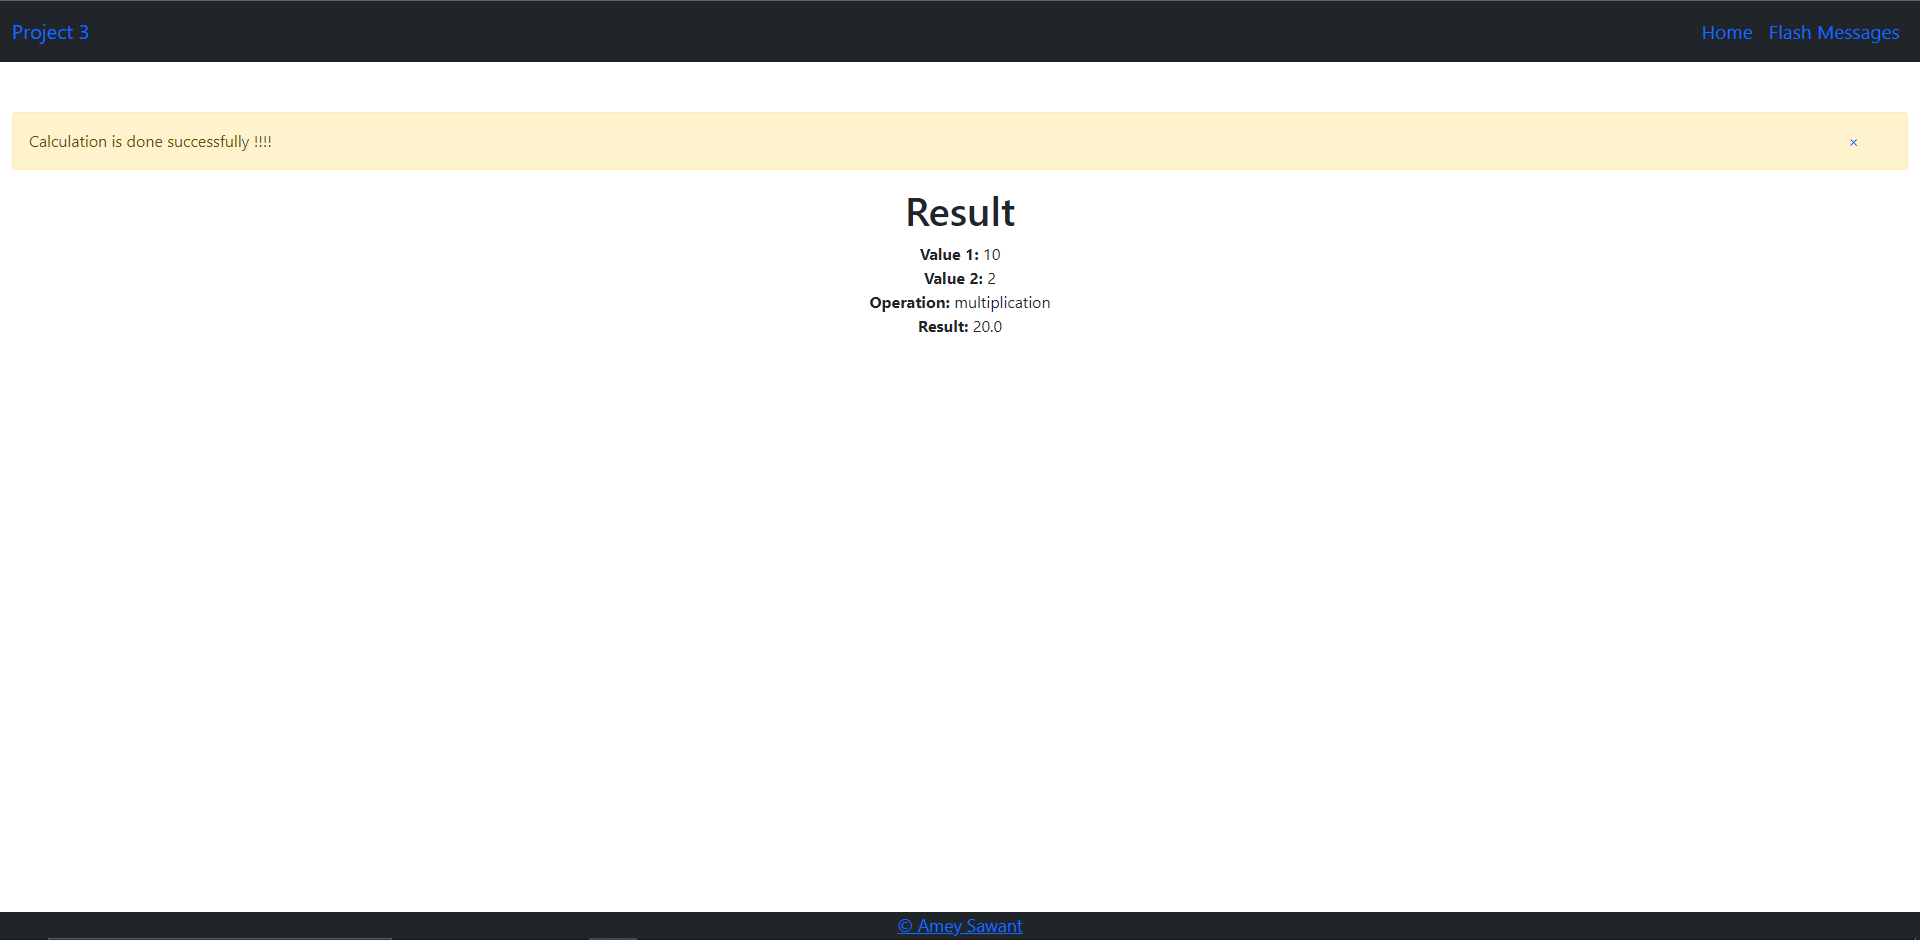 Project 3
Home Flash Messages
Calculation is done successfully !!!! ×
Result
Value 1: 10
Value 2: 2
Operation: multiplication
Result: 20.0
© Amey Sawant